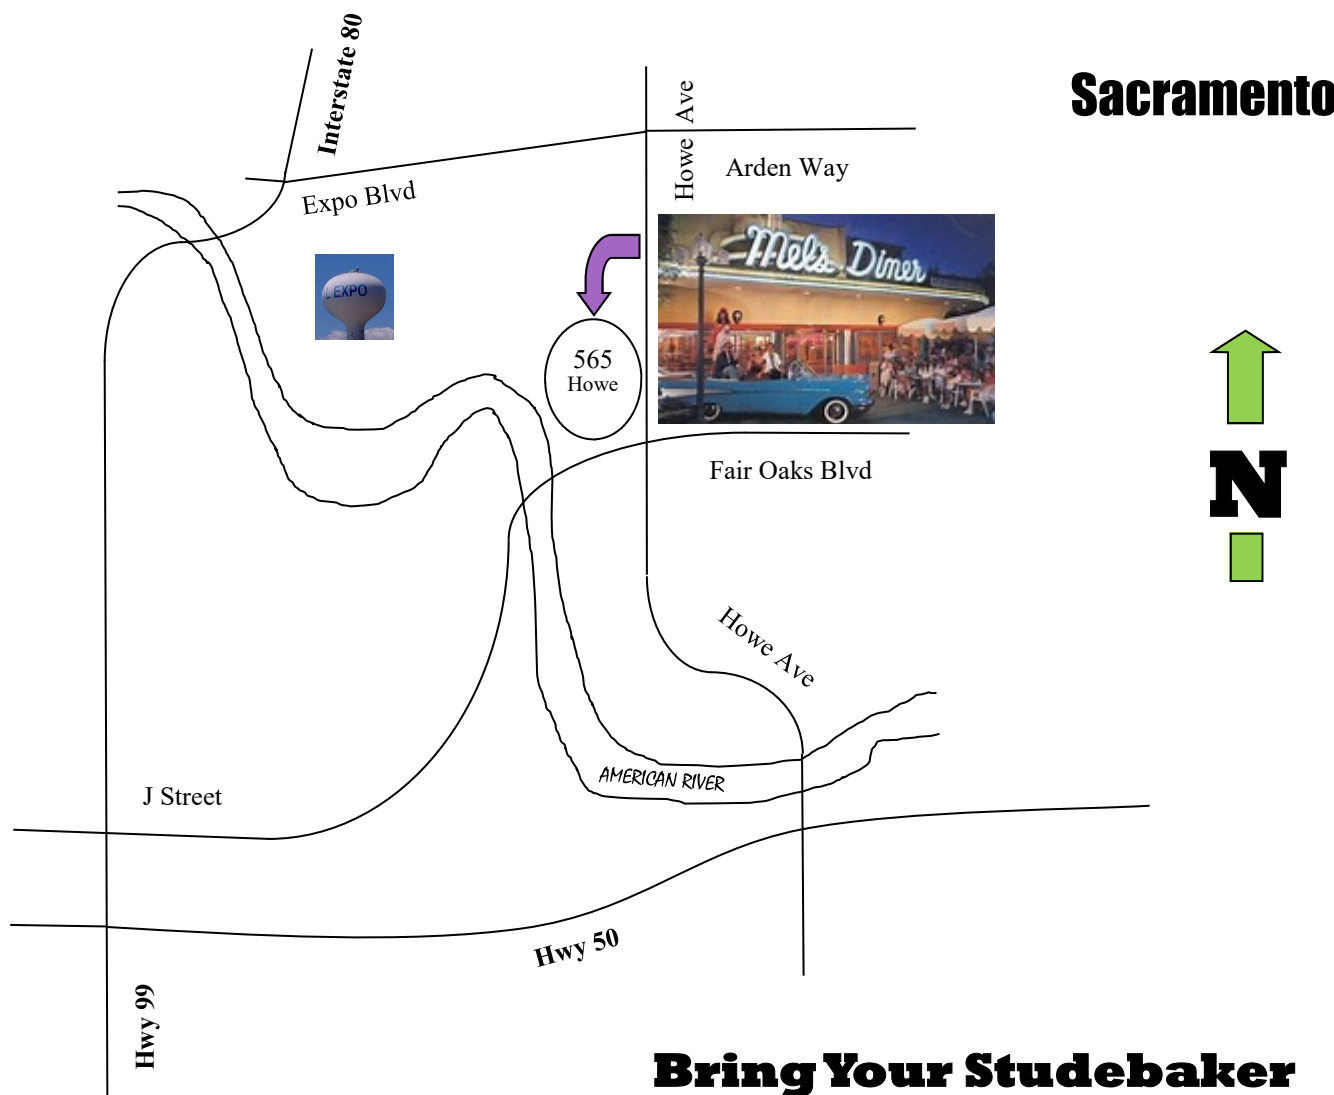 Interstate 80
Sacramento
Howe Ave
Arden Way
Expo Blvd
Mel's Diner
L EXPO
565
Howe
Fair Oaks Blvd
N
Howe Ave
AMERICAN RIVER
J Street
Hwy 50
Hwy 99
Bring Your Studebaker